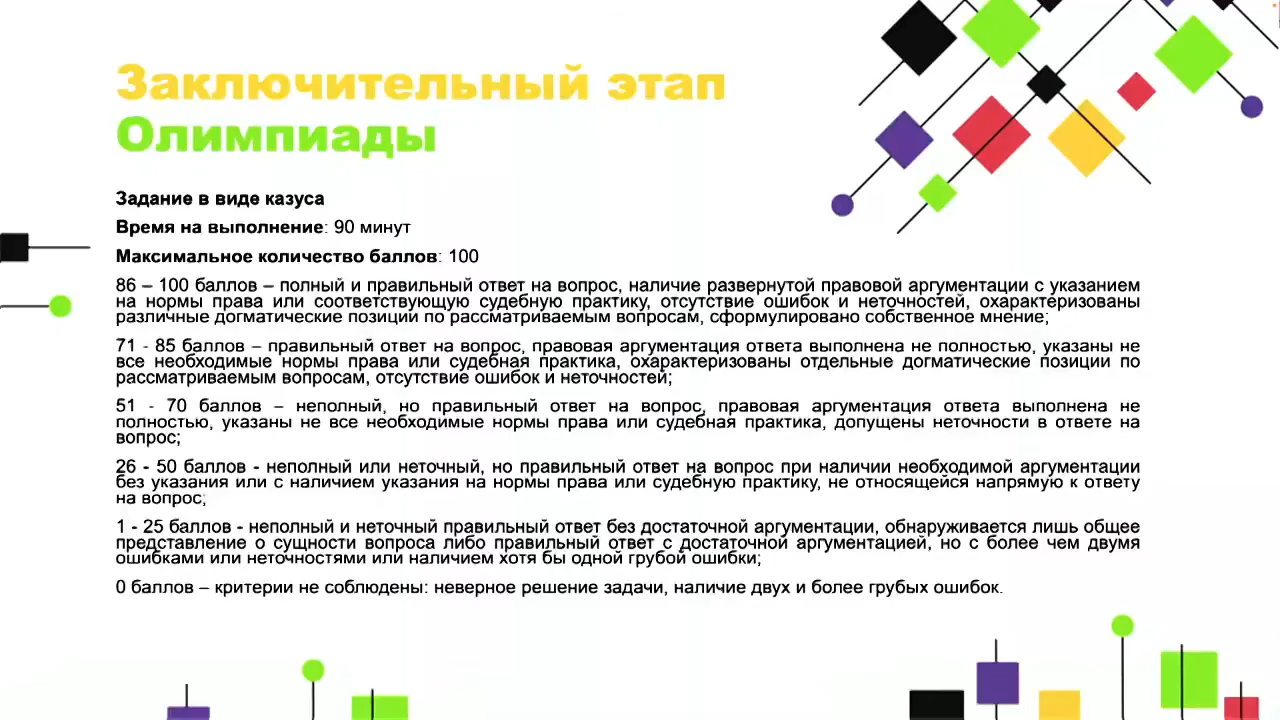 Заключительный этап
Олимпиады
Задание в виде казуса
Время на выполнение: 90 минут
Максимальное количество баллов: 100
86 – 100 баллов – полный и правильный ответ на вопрос, наличие развернутой правовой аргументации с указанием
на нормы права или соответствующую судебную практику, отсутствие ошибок и неточностей, охарактеризованы
различные догматические позиции по рассматриваемым вопросам, сформулировано собственное мнение;
71 - 85 баллов – правильный ответ на вопрос, правовая аргументация ответа выполнена не полностью, указаны не
все необходимые нормы права или судебная практика, охарактеризованы отдельные догматические позиции по
рассматриваемым вопросам, отсутствие ошибок и неточностей;
51 - 70 баллов – неполный, но правильный ответ на вопрос, правовая аргументация ответа выполнена не
полностью, указаны не все необходимые нормы права или судебная практика, допущены неточности в ответе на
вопрос;
26 - 50 баллов - неполный или неточный, но правильный ответ на вопрос при наличии необходимой аргументации
без указания или с наличием указания на нормы права или судебную практику, не относящейся напрямую к ответу
на вопрос;
1 - 25 баллов - неполный и неточный правильный ответ без достаточной аргументации, обнаруживается лишь общее
представление о сущности вопроса либо правильный ответ с достаточной аргументацией, но с более чем двумя
ошибками или неточностями или наличием хотя бы одной грубой ошибки;
0 баллов – критерии не соблюдены: неверное решение задачи, наличие двух и более грубых ошибок.